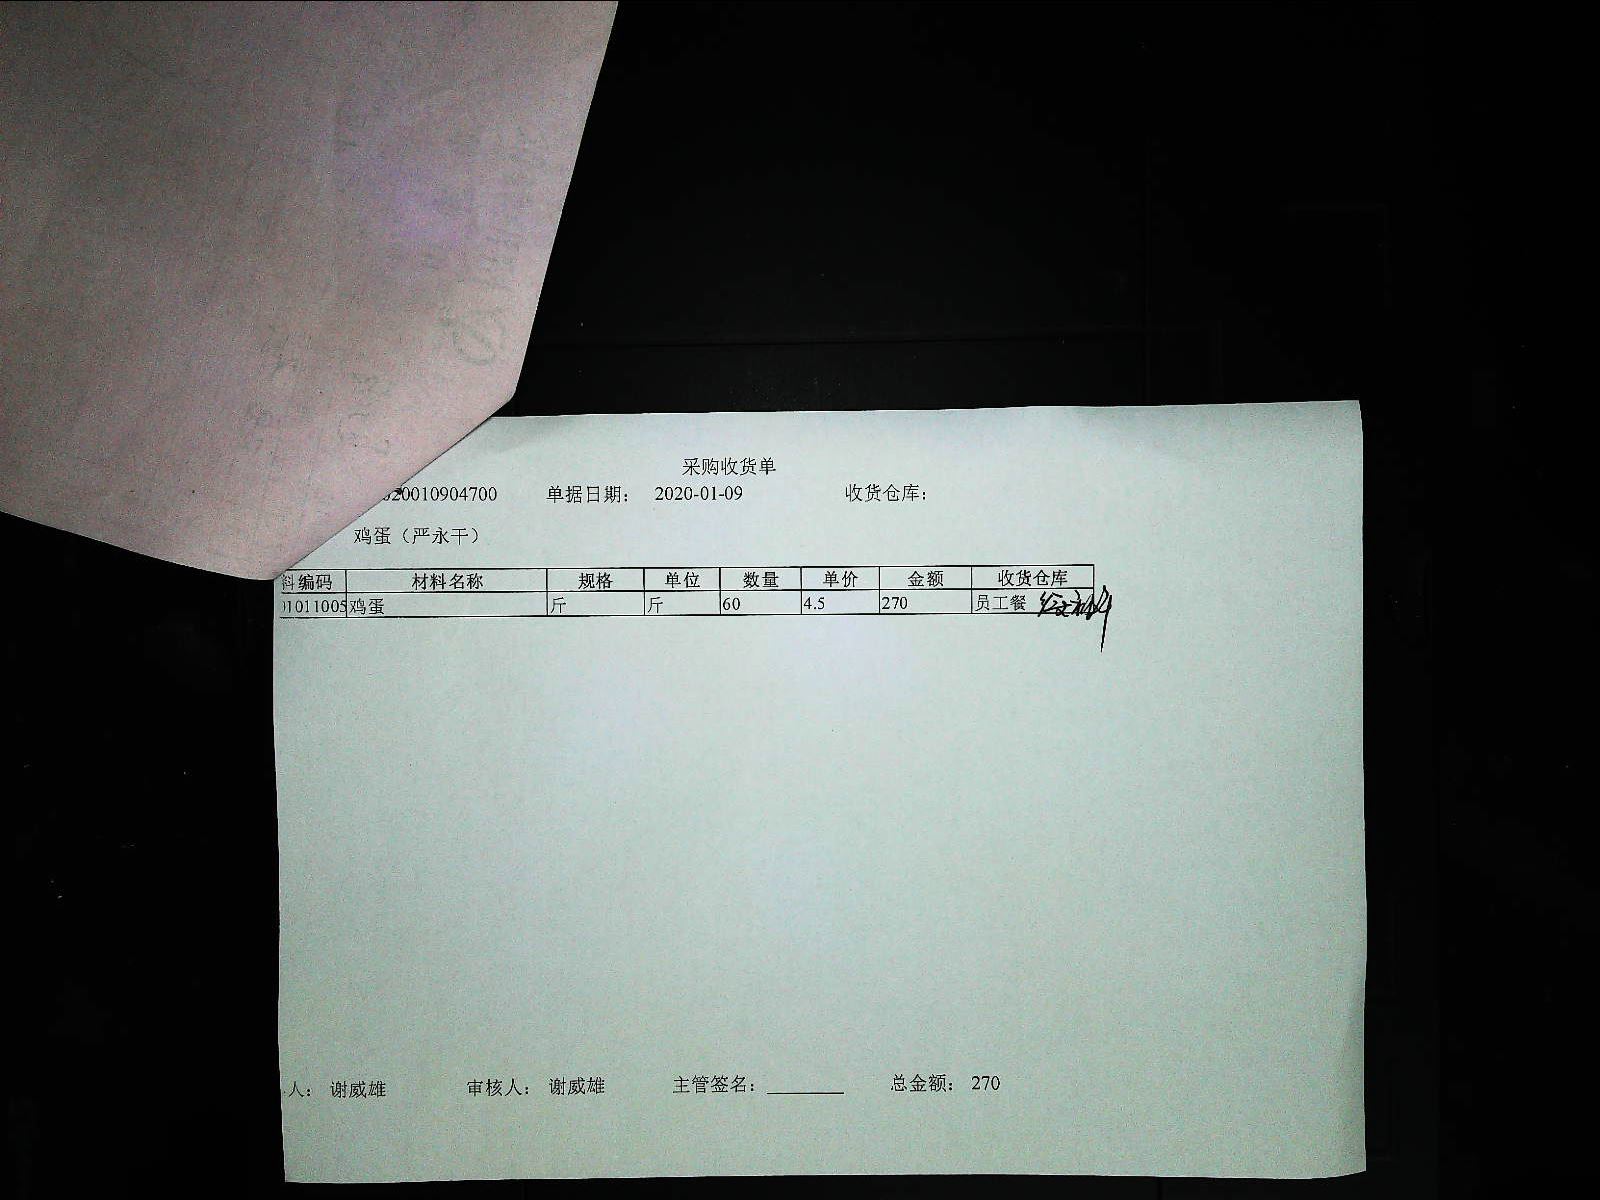 采购收货单
20010904700 单据日期： 2020-01-09 收货仓库：
鸡蛋（严永干）
料编码 材料名称 规格 单位 数量 单价 金额 收货仓库
1011005 鸡蛋 斤 斤 60 4.5 270 员工餐
人： 谢威雄 审核人： 谢威雄 主管签名： 总金额： 270